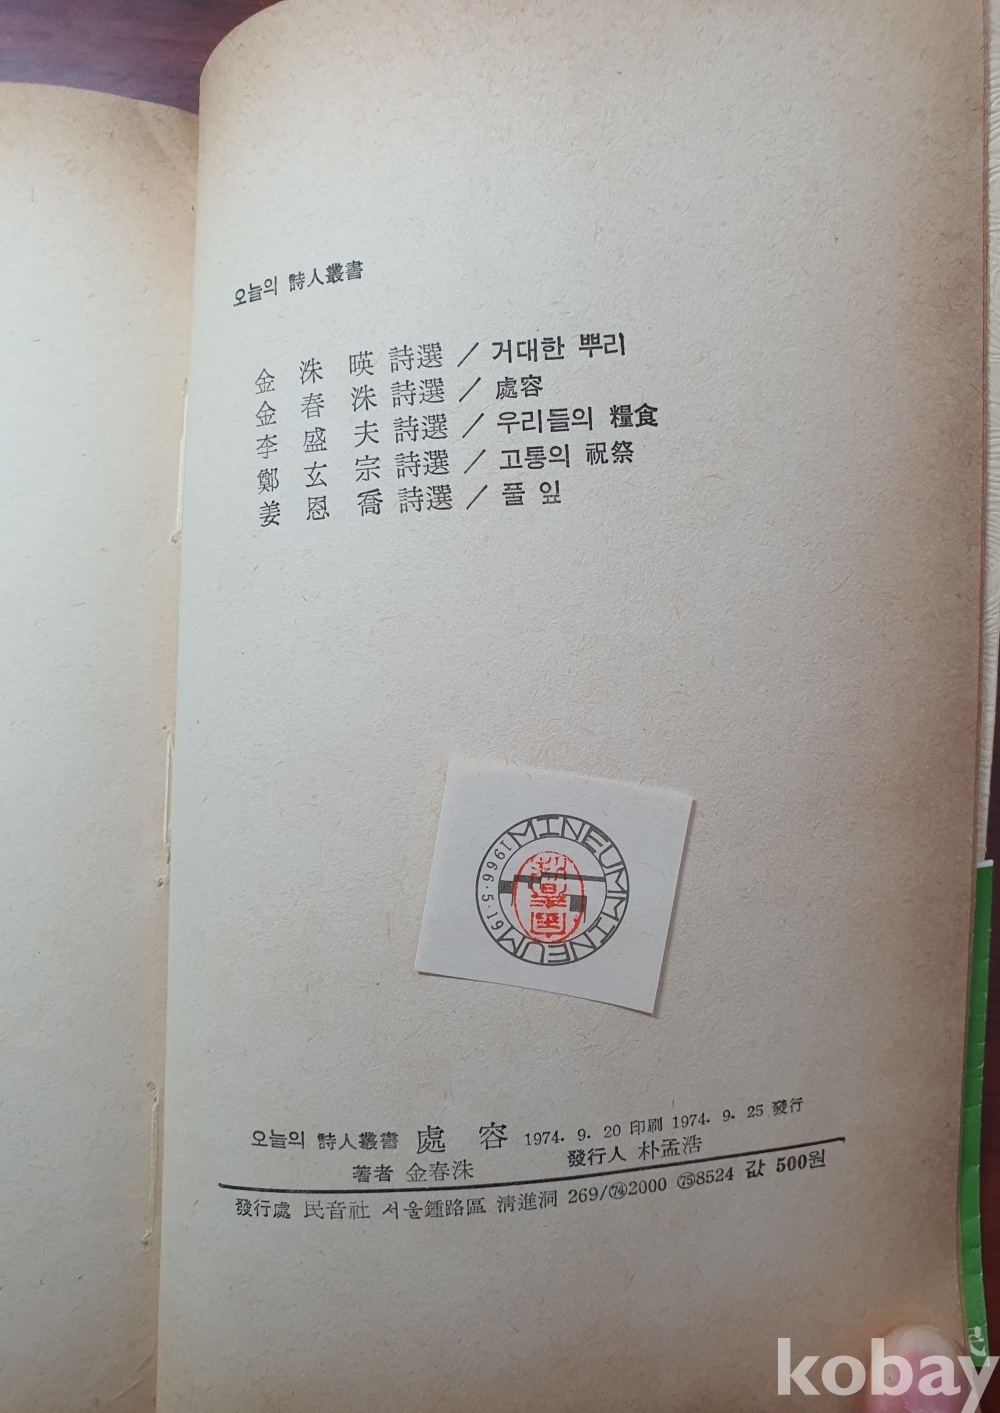 오늘의 詩人叢書
金洙暎 詩選 / 거대한 뿌리
金春洙 詩選 / 處容
李盛夫 詩選 / 우리들의 糧食
鄭玄宗 詩選 / 고통의 祝祭
姜恩喬 詩選 / 풀잎
MINEUM MINEUM 1966·5·19
오늘의 詩人叢書 處容 1974. 9. 20 印刷 1974. 9. 25 發行
著者 金春洙 發行人 朴孟浩
發行處 民音社 서울鍾路區 淸進洞 269/㉔2000 ㉕8524 값 500원
kobay